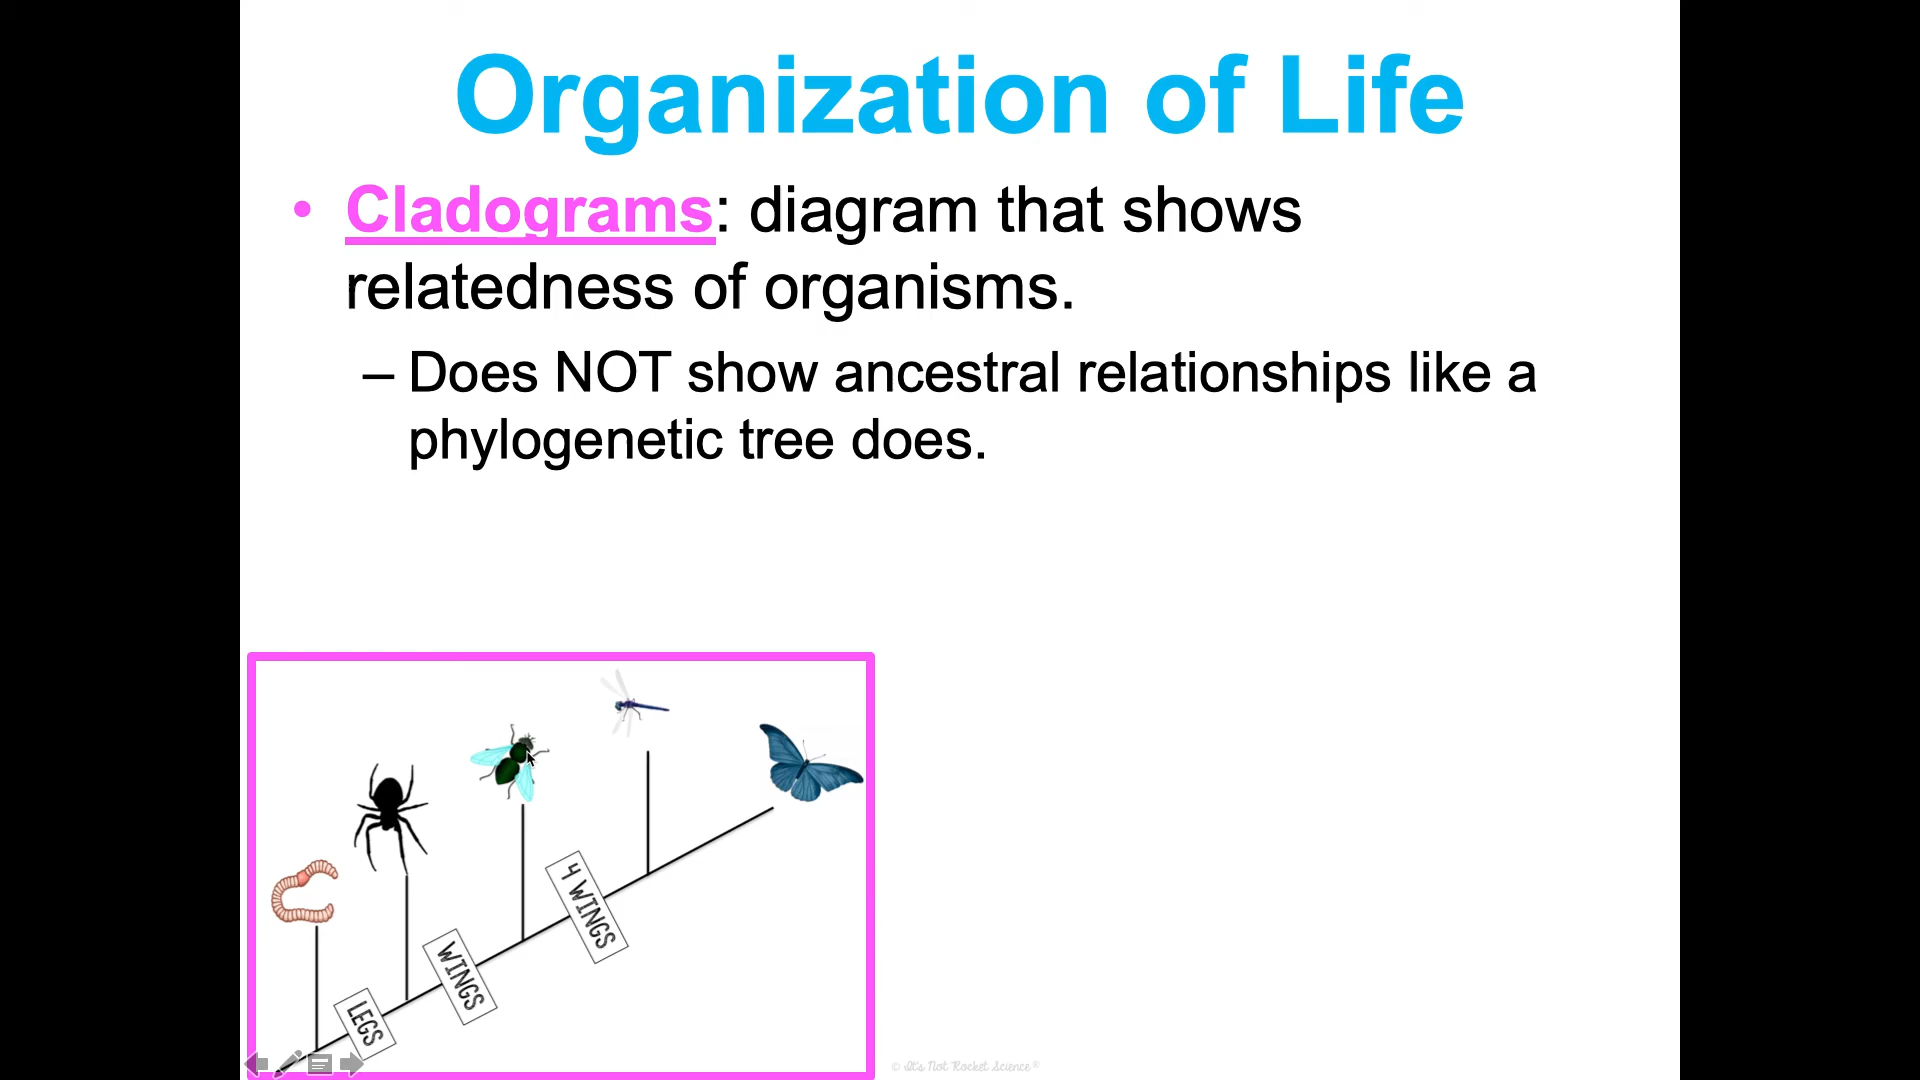 Organization of Life
• Cladograms: diagram that shows
relatedness of organisms.
– Does NOT show ancestral relationships like a
phylogenetic tree does.
4 WINGS
WINGS
LEGS
© It's Not Rocket Science®